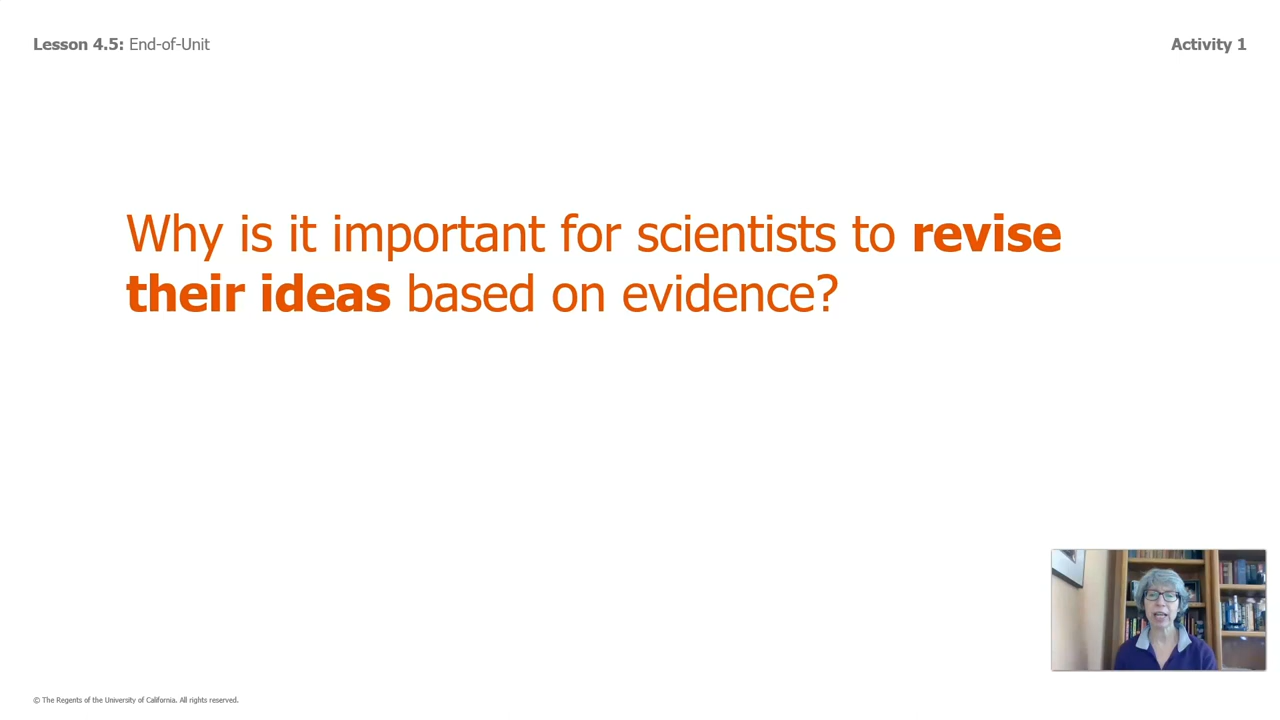 Lesson 4.5: End-of-Unit
Activity 1
Why is it important for scientists to revise
their ideas based on evidence?
© The Regents of the University of California. All rights reserved.